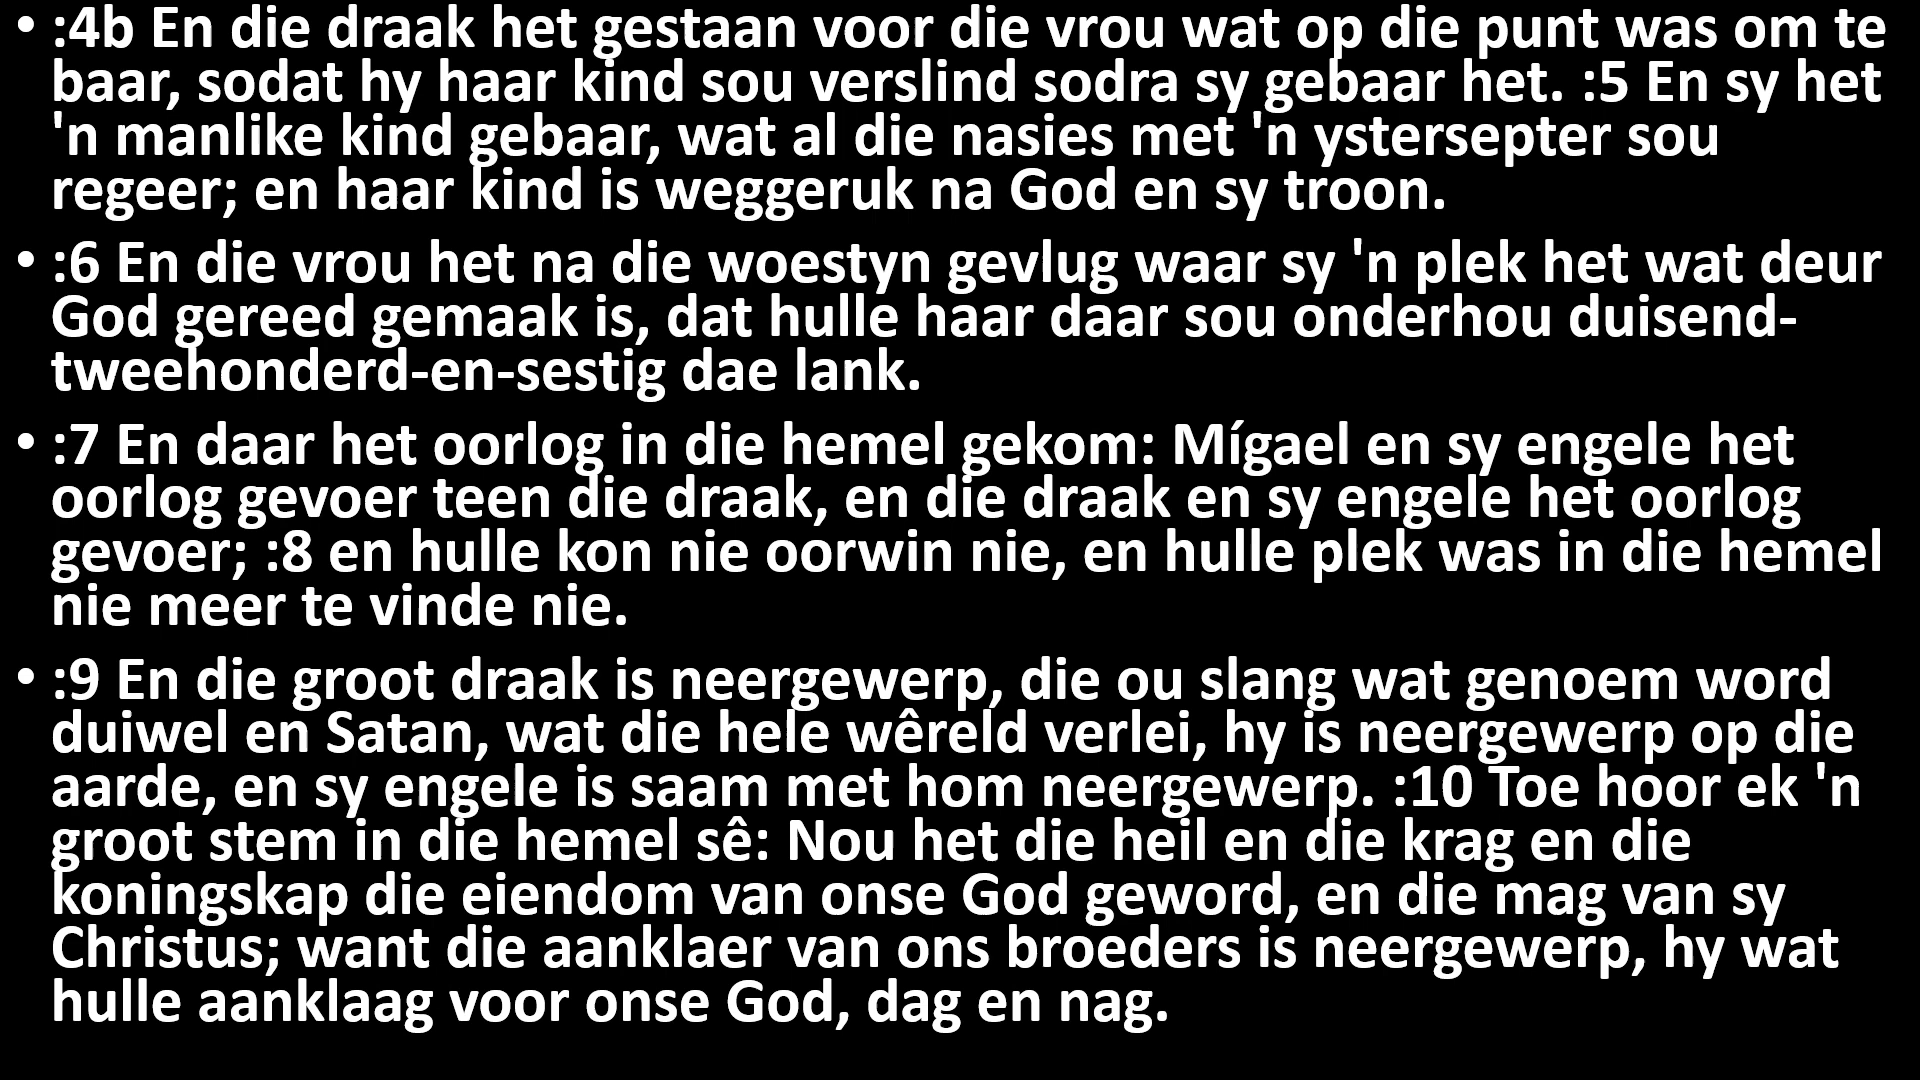 • :4b En die draak het gestaan voor die vrou wat op die punt was om te
baar, sodat hy haar kind sou verslind sodra sy gebaar het. :5 En sy het
'n manlike kind gebaar, wat al die nasies met 'n ystersepter sou
regeer; en haar kind is weggeruk na God en sy troon.
• :6 En die vrou het na die woestyn gevlug waar sy 'n plek het wat deur
God gereed gemaak is, dat hulle haar daar sou onderhou duisend-
tweehonderd-en-sestig dae lank.
• :7 En daar het oorlog in die hemel gekom: Mígael en sy engele het
oorlog gevoer teen die draak, en die draak en sy engele het oorlog
gevoer; :8 en hulle kon nie oorwin nie, en hulle plek was in die hemel
nie meer te vinde nie.
• :9 En die groot draak is neergewerp, die ou slang wat genoem word
duiwel en Satan, wat die hele wêreld verlei, hy is neergewerp op die
aarde, en sy engele is saam met hom neergewerp. :10 Toe hoor ek 'n
groot stem in die hemel sê: Nou het die heil en die krag en die
koningskap die eiendom van onse God geword, en die mag van sy
Christus; want die aanklaer van ons broeders is neergewerp, hy wat
hulle aanklaag voor onse God, dag en nag.